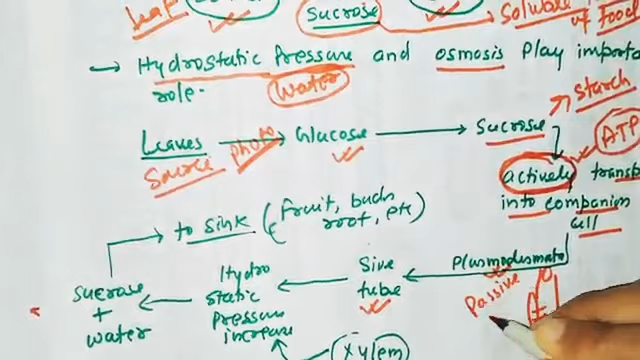 leaf
Sucrose Soluble
of food
→ Hydrostatic Pressure and osmosis play importa
role. Water
starch
Leaves photo → Glucose → Sucrose
Source ATP
actively transp
into companion
cell
to sink (fruit, buds
root, etc)
Plasmodesmata
Passive
Sive
tube
Hydro
static
Pressure
increase
Sucrose
+
water
Xylem